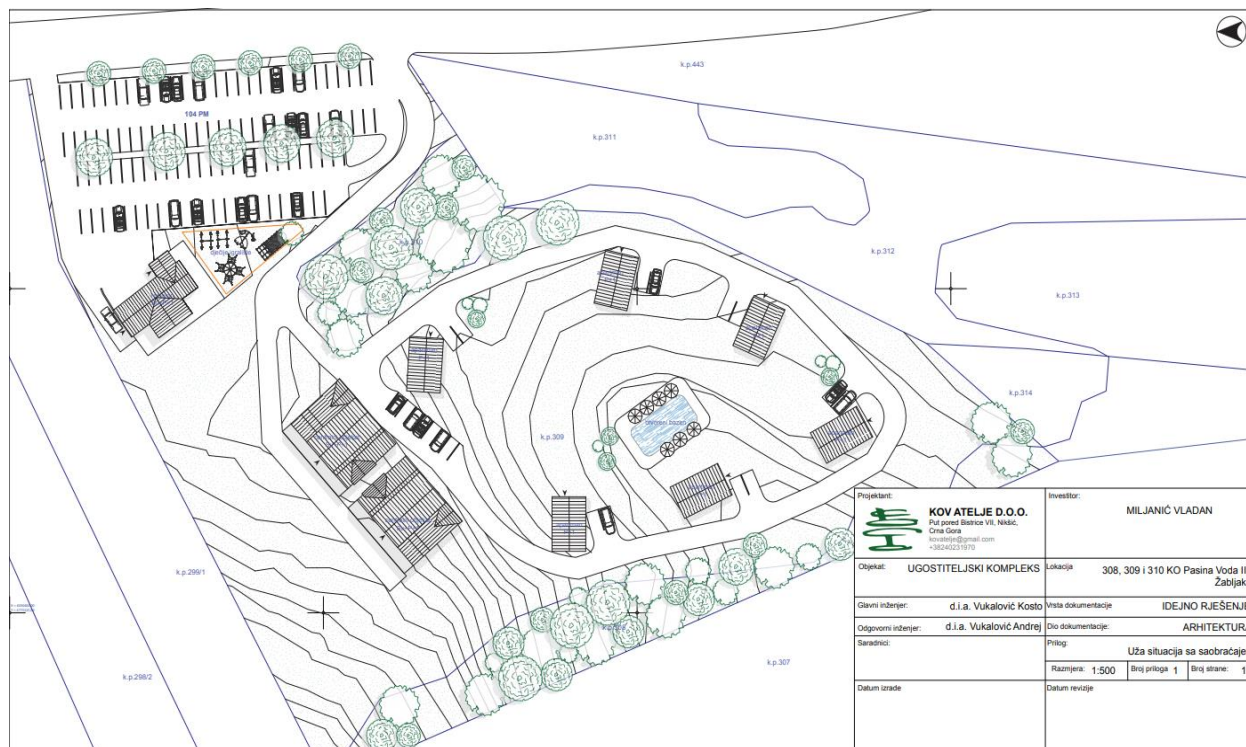 k.p.443
104 PM
k.p.311
k.p.312
k.p.313
k.p.314
k.p.309
otvoreni bazen
k.p.299/1
k.p.298/2
k.p.307
Projektant:
KOV ATELJE D.O.O.
Put pored Bistrice VII, Nikšić,
Crna Gora
kovatelje@gmail.com
+38240231970
Investitor:
MILJANIĆ VLADAN
Objekat: UGOSTITELJSKI KOMPLEKS
Lokacija 308, 309 i 310 KO Pasina Voda II
Žabljak
Glavni inženjer: d.i.a. Vukalović Kosto
Vrsta dokumentacije IDEJNO RJEŠENJE
Odgovorni inženjer: d.i.a. Vukalović Andrej
Dio dokumentacije: ARHITEKTURA
Saradnici:
Prilog:
Uža situacija sa saobraćaje
Razmjera: 1:500
Broj priloga 1
Broj strane: 1
Datum izrade
Datum revizije